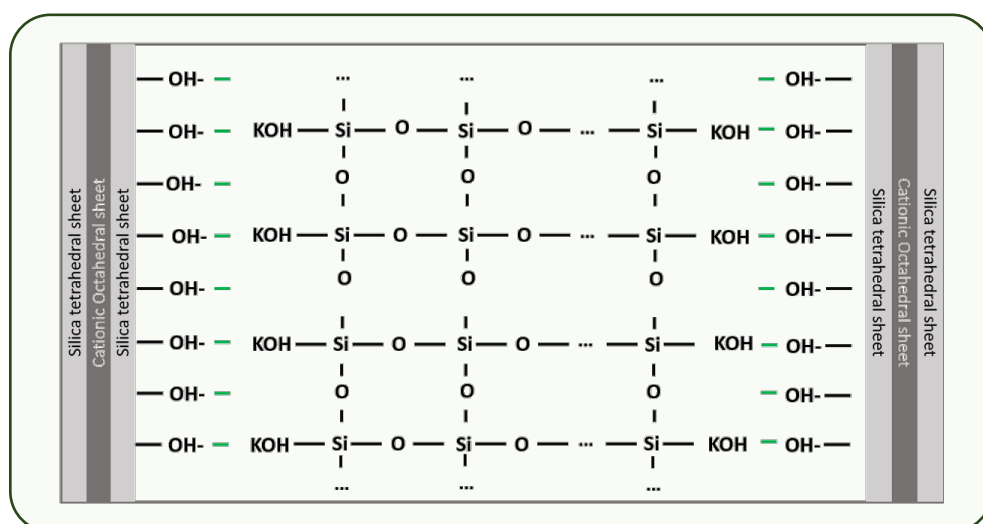 Silica tetrahedral sheet
Cationic Octahedral sheet
Silica tetrahedral sheet
OH- ... ... ... OH-
OH- KOH Si O Si O ... Si KOH OH-
OH- O O O OH-
OH- KOH Si O Si O ... Si KOH OH-
OH- O O O OH-
OH- KOH Si O Si O ... Si KOH OH-
OH- O O O OH-
OH- KOH Si O Si O ... Si KOH OH-
... ... ...
Silica tetrahedral sheet
Cationic Octahedral sheet
Silica tetrahedral sheet